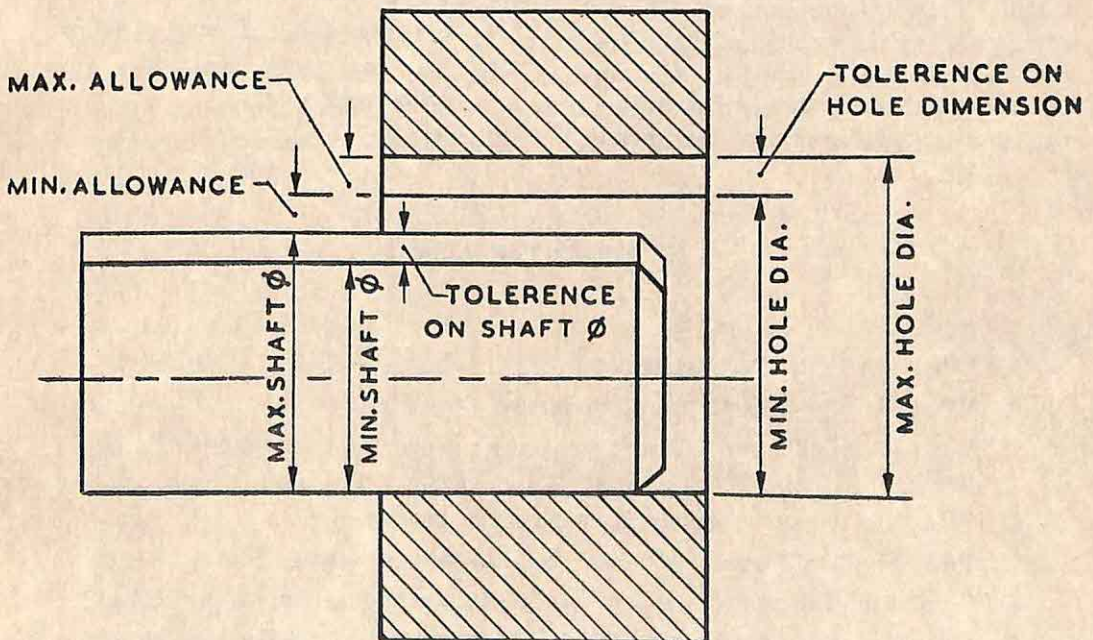 MAX. ALLOWANCE
TOLERENCE ON
HOLE DIMENSION
MIN. ALLOWANCE
TOLERENCE
ON SHAFT Ø
MAX. SHAFT Ø
MIN. SHAFT Ø
MIN. HOLE DIA.
MAX. HOLE DIA.